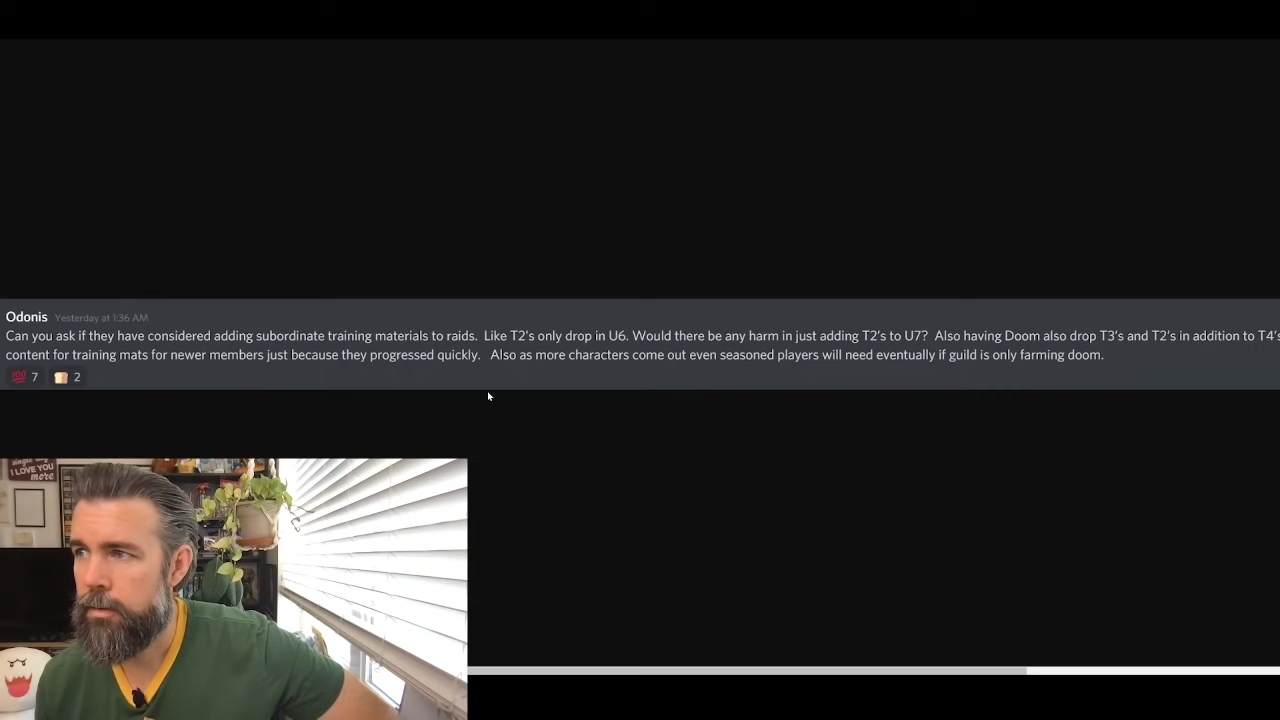 Odonis Yesterday at 1:36 AM
Can you ask if they have considered adding subordinate training materials to raids. Like T2's only drop in U6. Would there be any harm in just adding T2's to U7? Also having Doom also drop T3's and T2's in addition to T4's
content for training mats for newer members just because they progressed quickly. Also as more characters come out even seasoned players will need eventually if guild is only farming doom.
100 7 2
I LOVE YOU
more